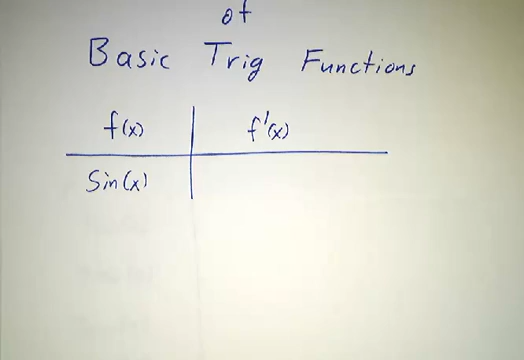 of
Basic Trig Functions
f(x) f'(x)
Sin(x)